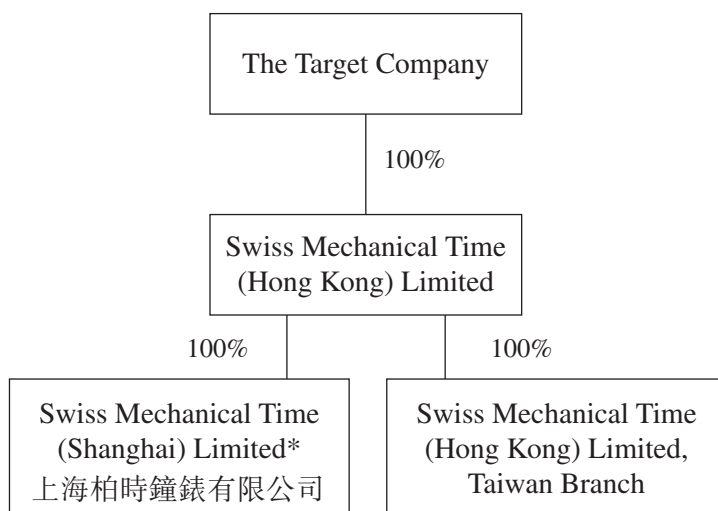 The Target Company
100%
Swiss Mechanical Time
(Hong Kong) Limited
100%
100%
Swiss Mechanical Time
(Shanghai) Limited*
上海柏時鐘錶有限公司
Swiss Mechanical Time
(Hong Kong) Limited,
Taiwan Branch